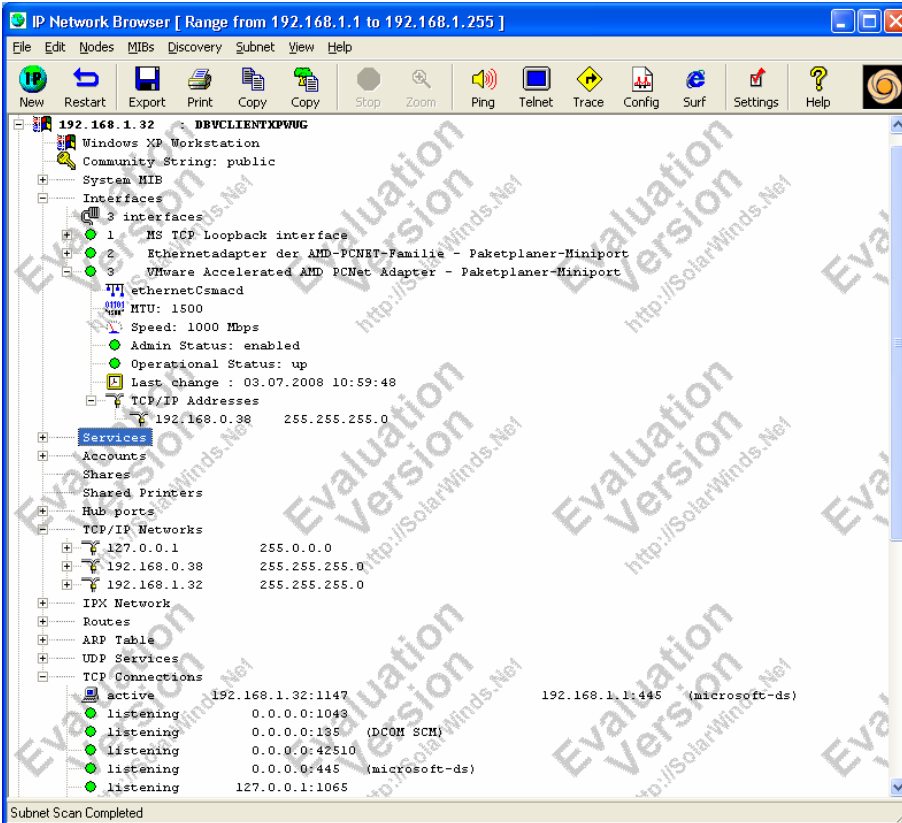 IP Network Browser [ Range from 192.168.1.1 to 192.168.1.255 ]
File Edit Nodes MIBs Discovery Subnet View Help
New Restart Export Print Copy Copy Stop Zoom Ping Telnet Trace Config Surf Settings Help
192.168.1.32 : DBVCLIENTXPWUG
Windows XP Workstation
Community String: public
System MIB
Interfaces
3 interfaces
1 MS TCP Loopback interface
2 Ethernetadapter der AMD-PCNET-Familie - Paketplaner-Miniport
3 VMware Accelerated AMD PCNet Adapter - Paketplaner-Miniport
ethernetCsmacd
MTU: 1500
Speed: 1000 Mbps
Admin Status: enabled
Operational Status: up
Last change : 03.07.2008 10:59:48
TCP/IP Addresses
192.168.0.38 255.255.255.0
Services
Accounts
Shares
Shared Printers
Hub ports
TCP/IP Networks
127.0.0.1 255.0.0.0
192.168.0.38 255.255.255.0
192.168.1.32 255.255.255.0
IPX Network
Routes
ARP Table
UDP Services
TCP Connections
active 192.168.1.32:1147 192.168.1.1:445 (microsoft-ds)
listening 0.0.0.0:1043
listening 0.0.0.0:135 (DCOM SCM)
listening 0.0.0.0:42510
listening 0.0.0.0:445 (microsoft-ds)
listening 127.0.0.1:1065
Subnet Scan Completed
Evaluation
Version
http://SolarWinds.Net